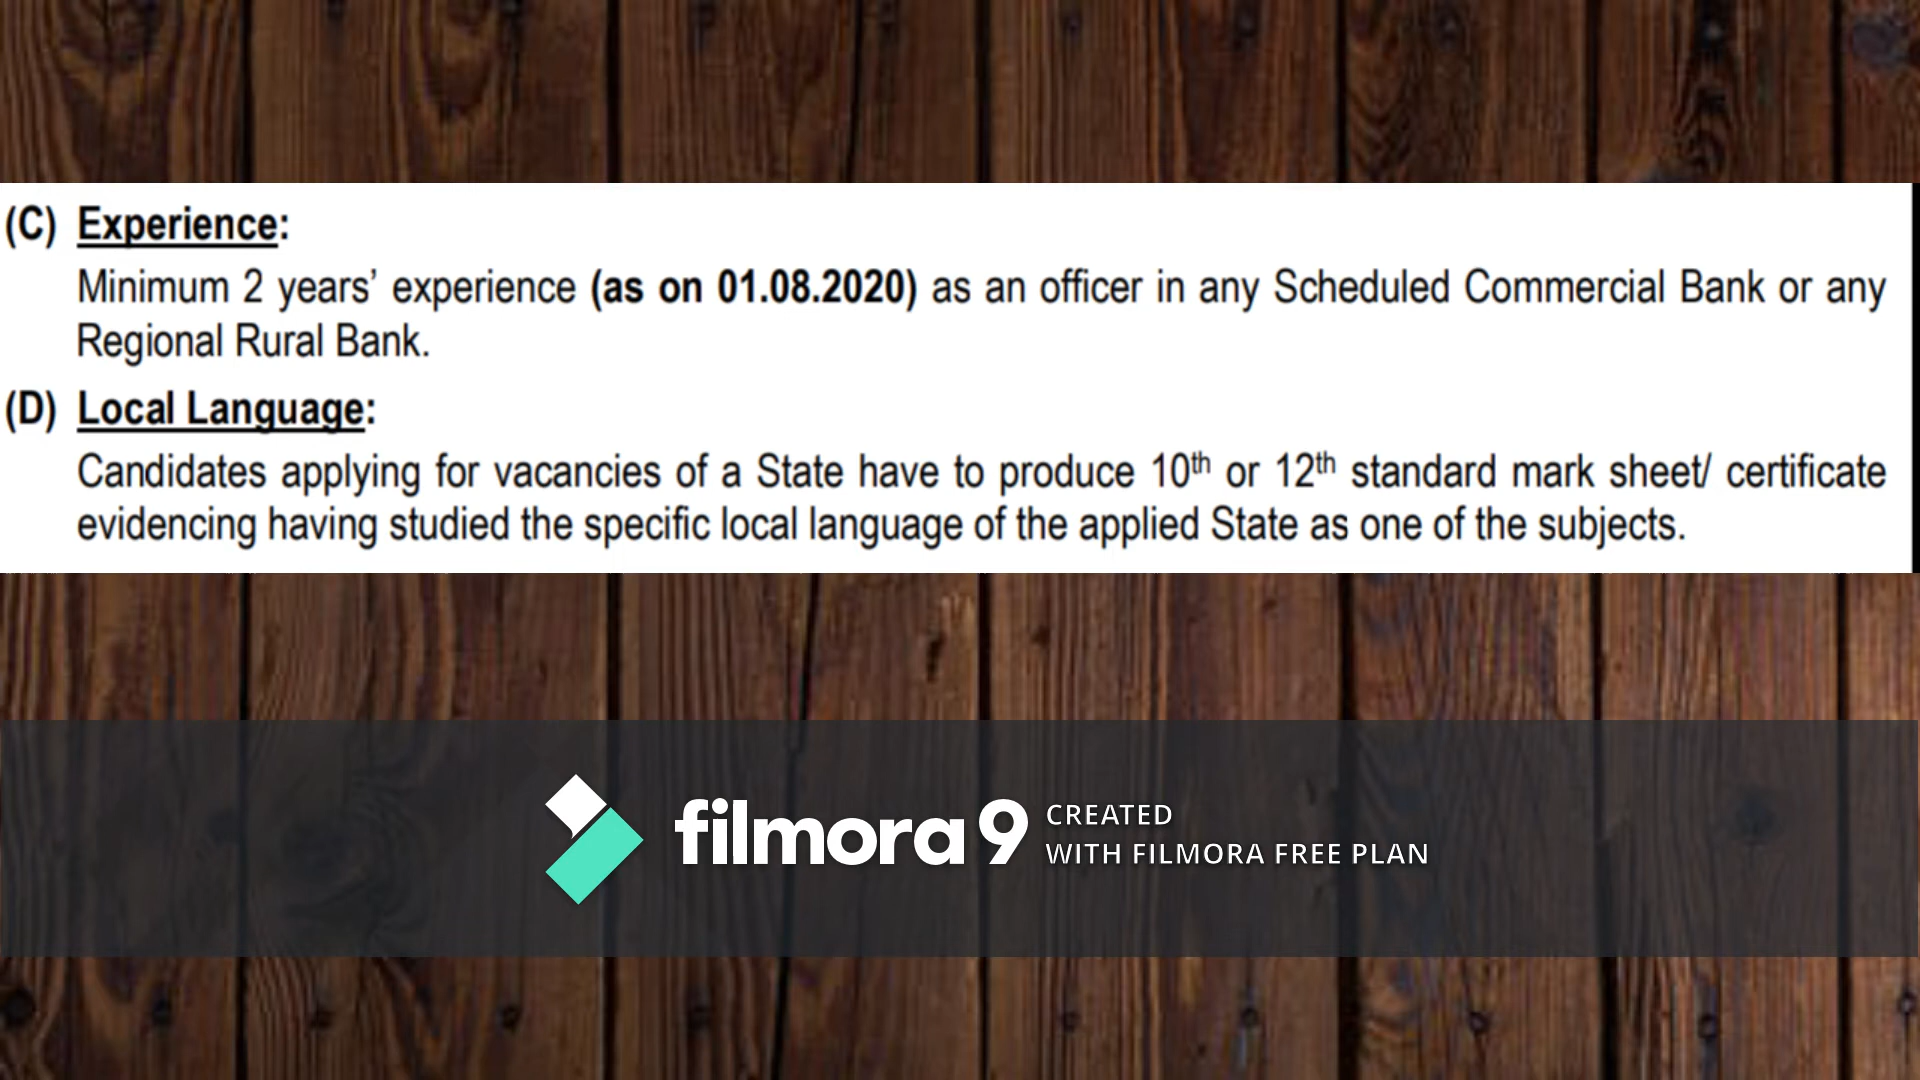 (C) Experience:
Minimum 2 years’ experience (as on 01.08.2020) as an officer in any Scheduled Commercial Bank or any
Regional Rural Bank.
(D) Local Language:
Candidates applying for vacancies of a State have to produce 10th or 12th standard mark sheet/ certificate
evidencing having studied the specific local language of the applied State as one of the subjects.
filmora9 CREATED
WITH FILMORA FREE PLAN